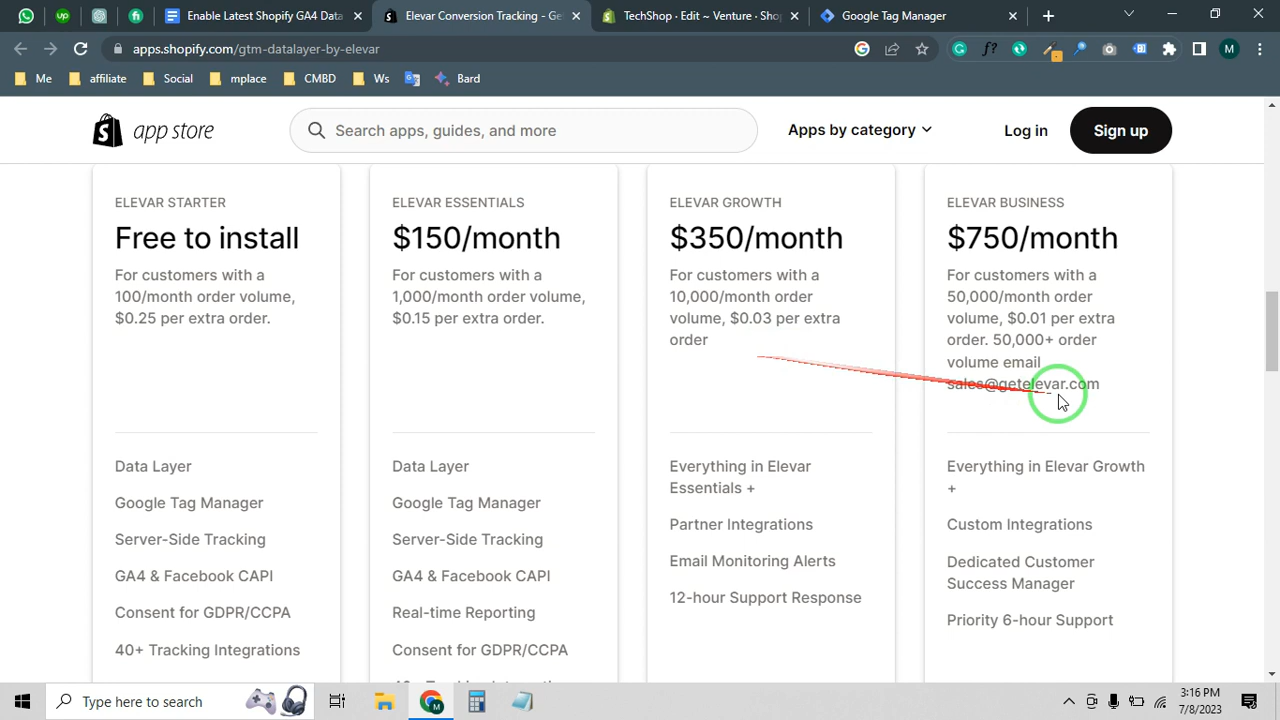 Enable Latest Shopify GA4 Data
Elevar Conversion Tracking - Ge
TechShop · Edit ~ Venture · Shop
Google Tag Manager
apps.shopify.com/gtm-datalayer-by-elevar
Me
affiliate
Social
mplace
CMBD
Ws
Bard
app store
Search apps, guides, and more
Apps by category
Log in
Sign up
ELEVAR STARTER
Free to install
For customers with a
100/month order volume,
$0.25 per extra order.
Data Layer
Google Tag Manager
Server-Side Tracking
GA4 & Facebook CAPI
Consent for GDPR/CCPA
40+ Tracking Integrations
ELEVAR ESSENTIALS
$150/month
For customers with a
1,000/month order volume,
$0.15 per extra order.
Data Layer
Google Tag Manager
Server-Side Tracking
GA4 & Facebook CAPI
Real-time Reporting
Consent for GDPR/CCPA
ELEVAR GROWTH
$350/month
For customers with a
10,000/month order
volume, $0.03 per extra
order
Everything in Elevar
Essentials +
Partner Integrations
Email Monitoring Alerts
12-hour Support Response
ELEVAR BUSINESS
$750/month
For customers with a
50,000/month order
volume, $0.01 per extra
order. 50,000+ order
volume email
sales@getelevar.com
Everything in Elevar Growth
+
Custom Integrations
Dedicated Customer
Success Manager
Priority 6-hour Support
Type here to search
3:16 PM
7/8/2023